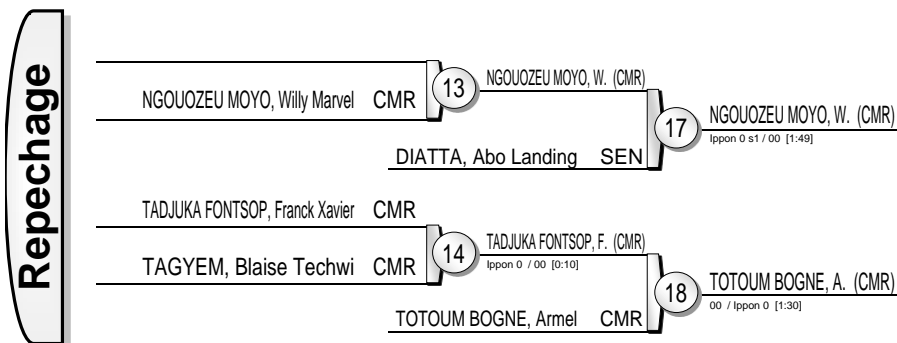 Repechage
NGOUOZEU MOYO, Willy Marvel CMR
13
NGOUOZEU MOYO, W. (CMR)
DIATTA, Abo Landing SEN
17
NGOUOZEU MOYO, W. (CMR)
Ippon 0 s1 / 00 [1:49]
TADJUKA FONTSOP, Franck Xavier CMR
TAGYEM, Blaise Techwi CMR
14
TADJUKA FONTSOP, F. (CMR)
Ippon 0 / 00 [0:10]
TOTOUM BOGNE, Armel CMR
18
TOTOUM BOGNE, A. (CMR)
00 / Ippon 0 [1:30]